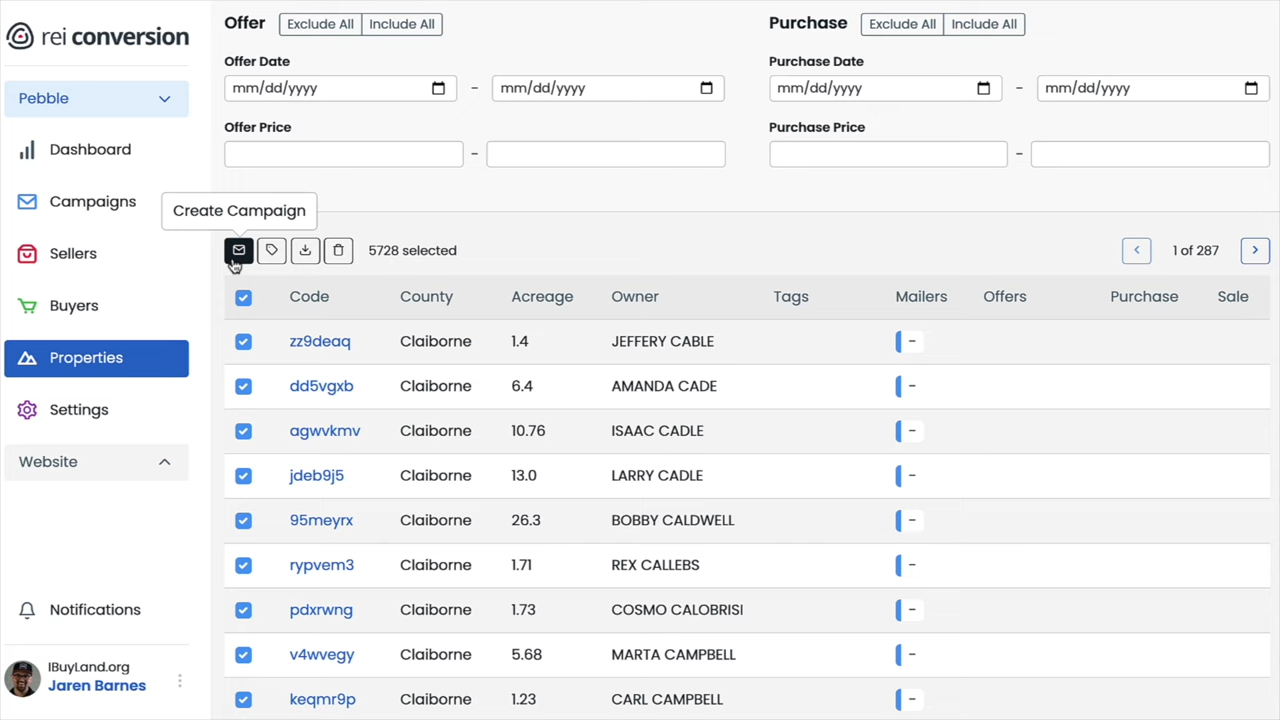 rei conversion
Pebble
Dashboard
Campaigns
Sellers
Buyers
Properties
Settings
Website
Notifications
IBuyLand.org
Jaren Barnes
Offer Exclude All Include All
Offer Date
mm/dd/yyyy - mm/dd/yyyy
Offer Price
-
Purchase Exclude All Include All
Purchase Date
mm/dd/yyyy - mm/dd/yyyy
Purchase Price
-
Create Campaign
5728 selected
1 of 287
Code County Acreage Owner Tags Mailers Offers Purchase Sale
zz9deaq Claiborne 1.4 JEFFERY CABLE -
dd5vgxb Claiborne 6.4 AMANDA CADE -
agwvkmv Claiborne 10.76 ISAAC CADLE -
jdeb9j5 Claiborne 13.0 LARRY CADLE -
95meyrx Claiborne 26.3 BOBBY CALDWELL -
rypvem3 Claiborne 1.71 REX CALLEBS -
pdxrwng Claiborne 1.73 COSMO CALOBRISI -
v4wvegy Claiborne 5.68 MARTA CAMPBELL -
keqmr9p Claiborne 1.23 CARL CAMPBELL -